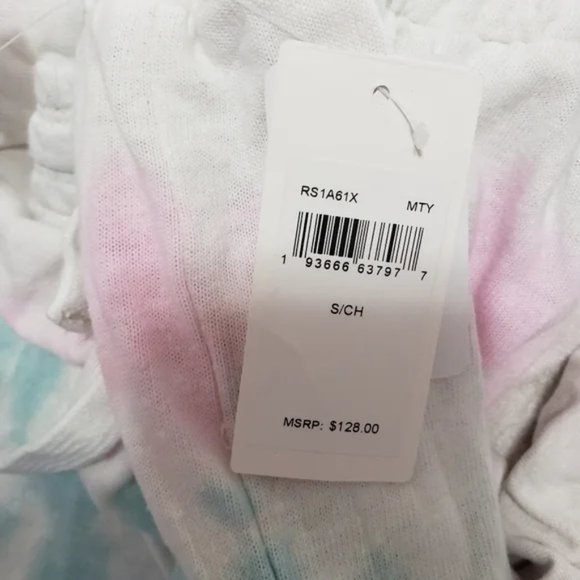 RS1A61X MTY
1 93666 63797 7
S/CH
MSRP: $128.00